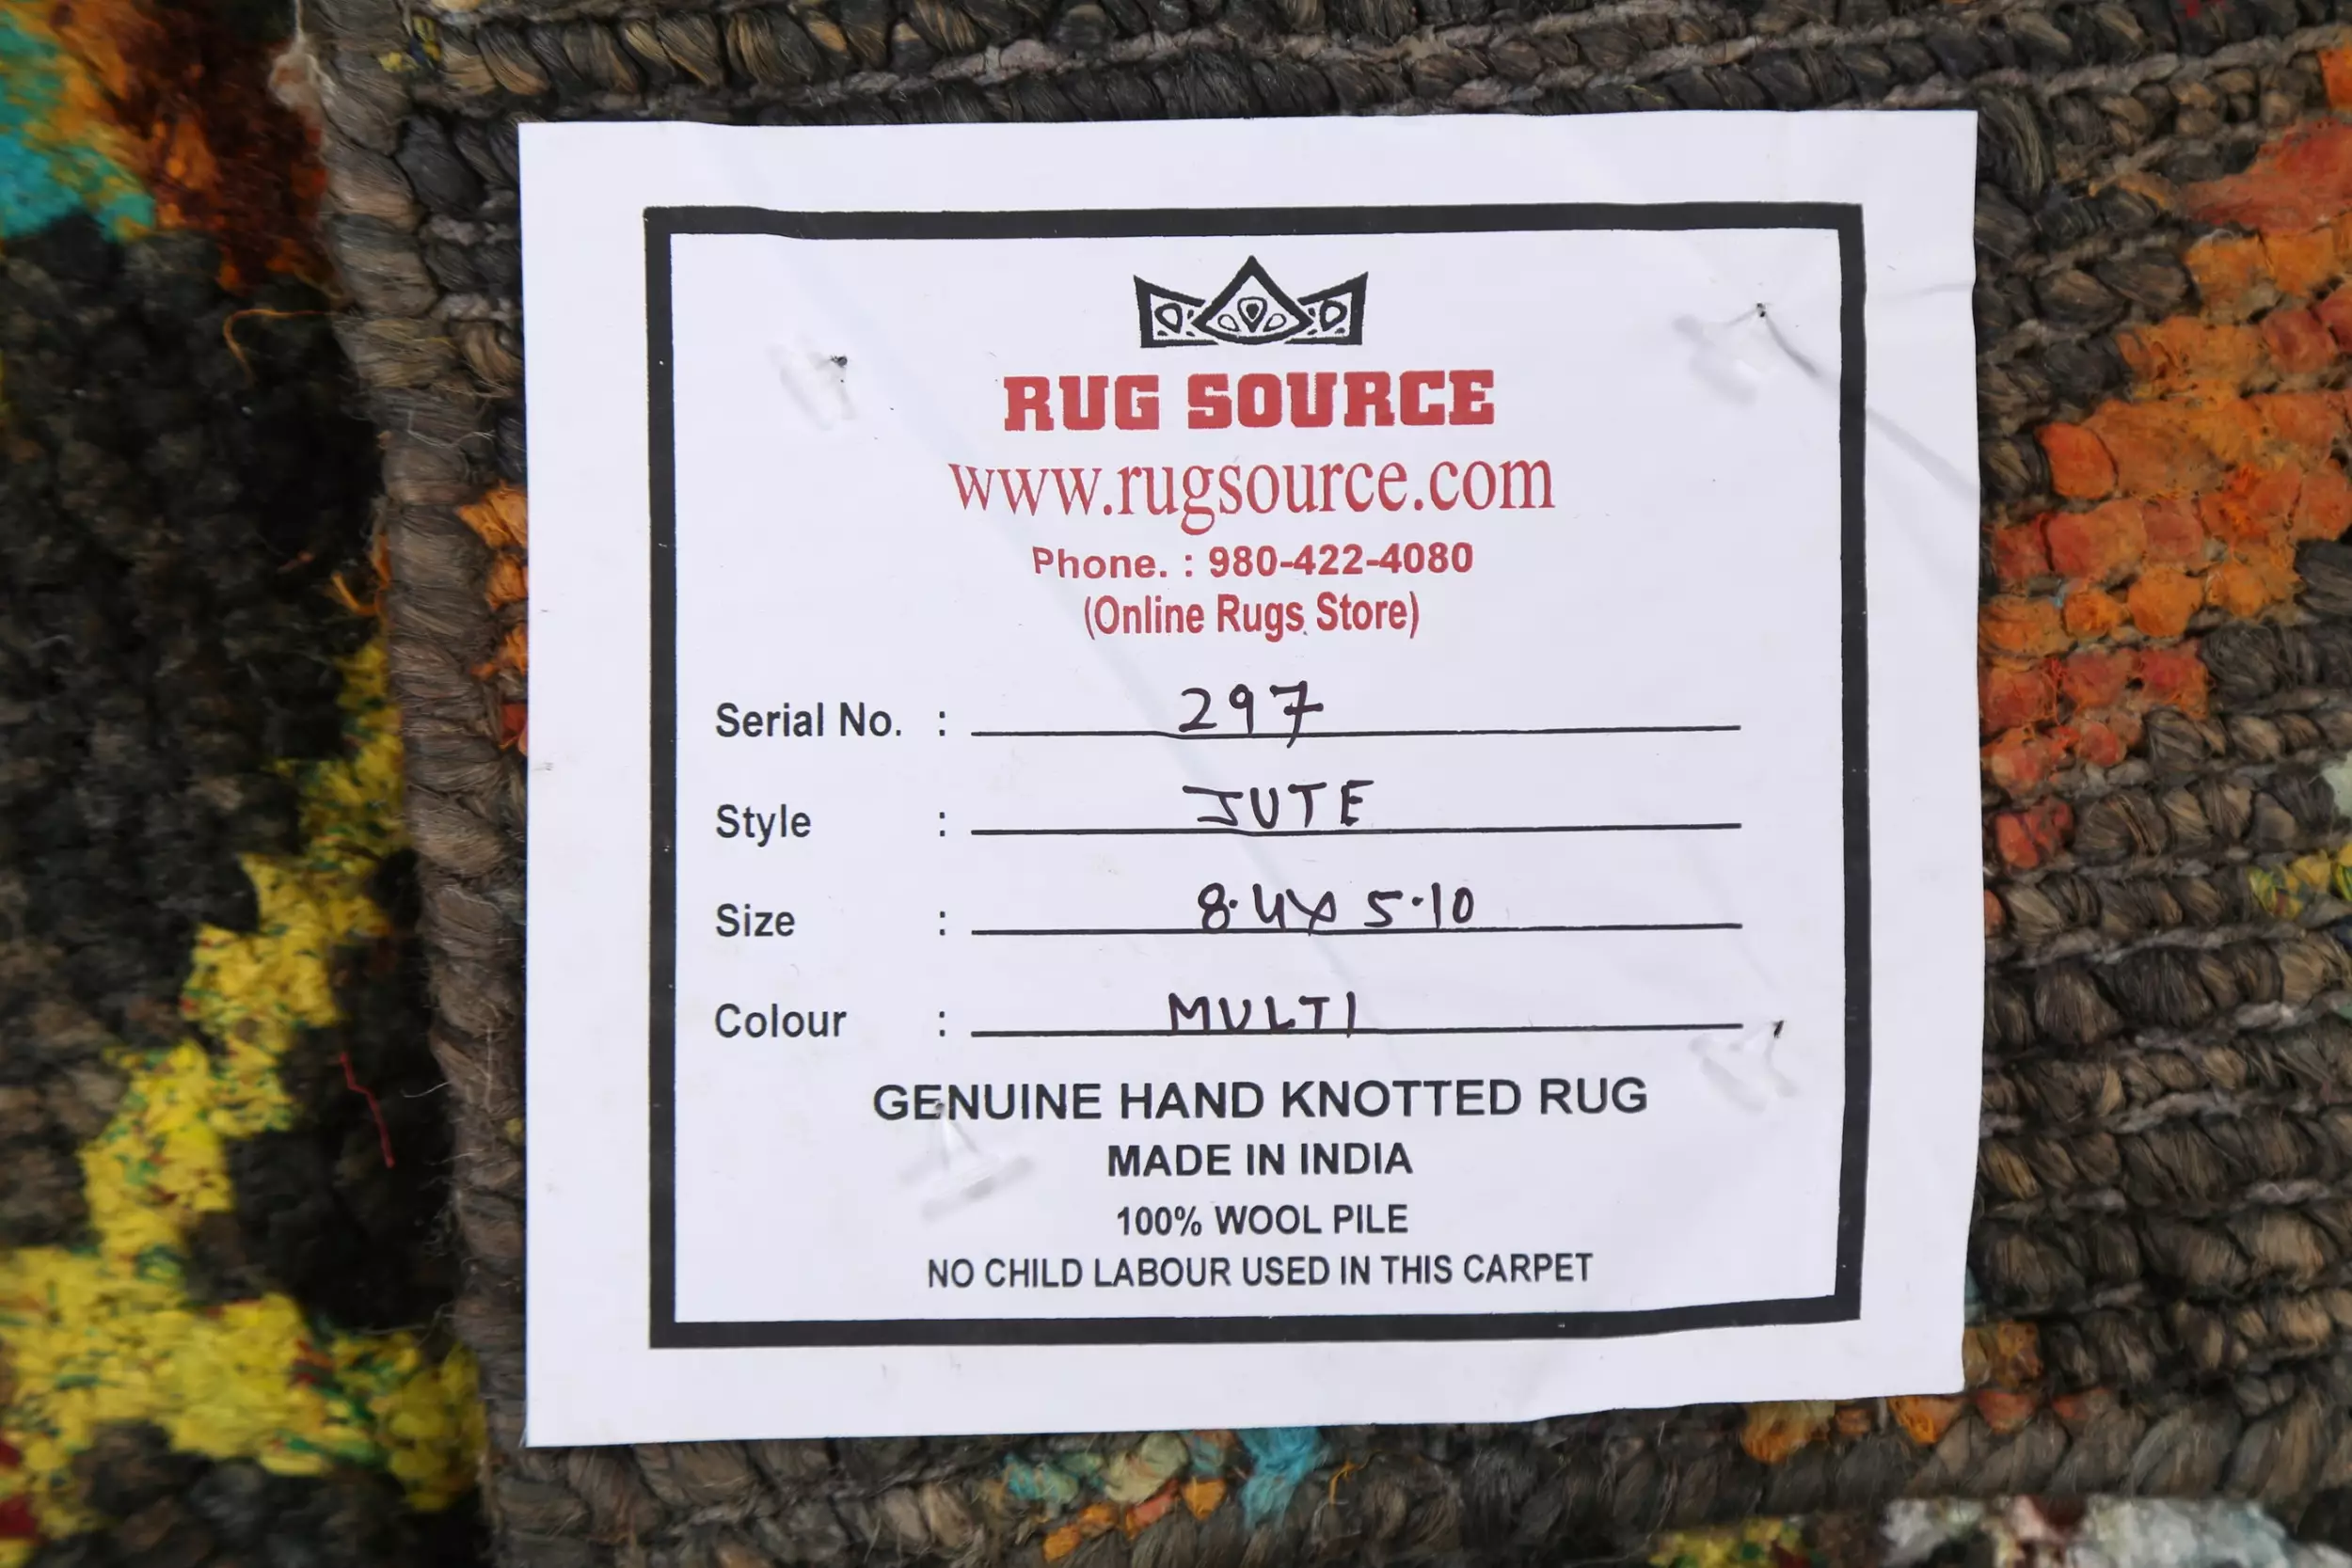 RUG SOURCE
www.rugsource.com
Phone. : 980-422-4080
(Online Rugs Store)
Serial No. : 297
Style : JUTE
Size : 8.4x 5.10
Colour : MULTI
GENUINE HAND KNOTTED RUG
MADE IN INDIA
100% WOOL PILE
NO CHILD LABOUR USED IN THIS CARPET